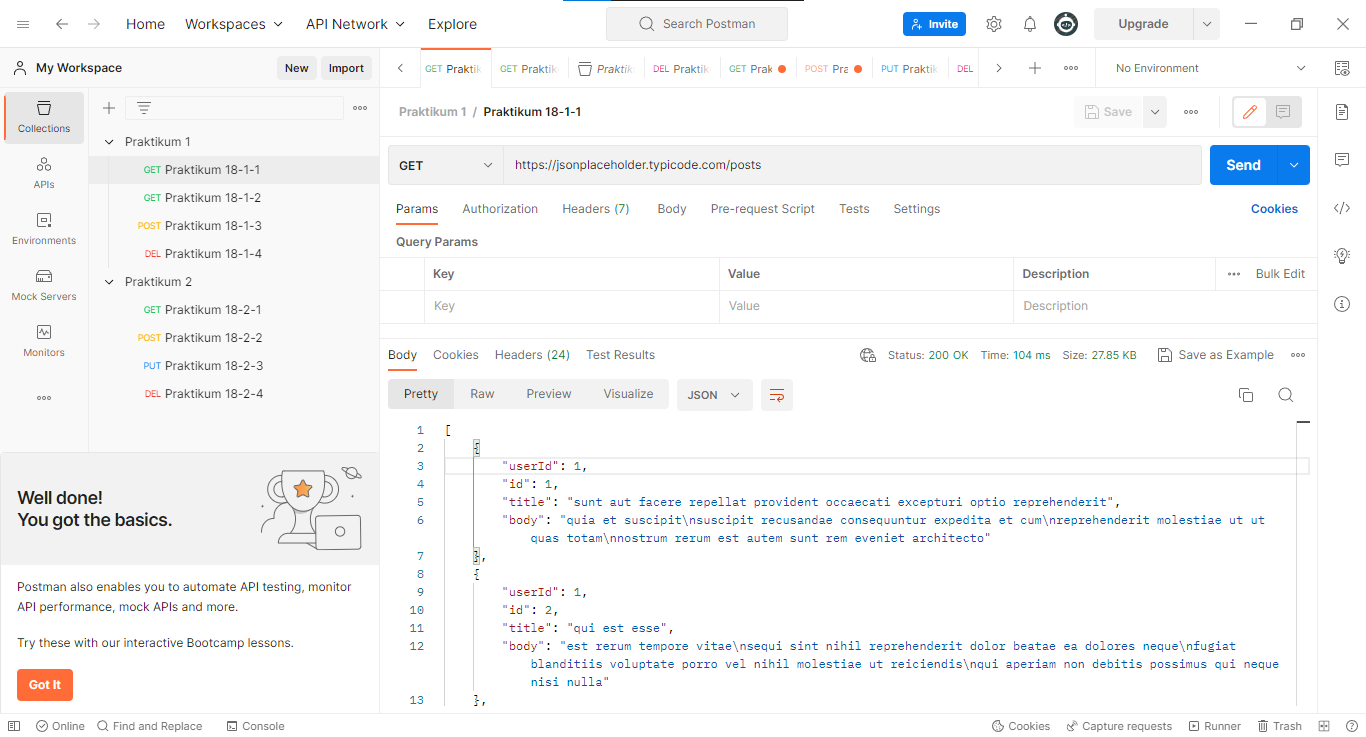 Home Workspaces API Network Explore Search Postman Invite Upgrade
My Workspace New Import
GET Praktik GET Praktik Praktik DEL Praktik GET Prak POST Pra PUT Praktik DEL No Environment
Collections
APIs
Environments
Mock Servers
Monitors
Praktikum 1
GET Praktikum 18-1-1
GET Praktikum 18-1-2
POST Praktikum 18-1-3
DEL Praktikum 18-1-4
Praktikum 2
GET Praktikum 18-2-1
POST Praktikum 18-2-2
PUT Praktikum 18-2-3
DEL Praktikum 18-2-4
Well done!
You got the basics.
Postman also enables you to automate API testing, monitor
API performance, mock APIs and more.
Try these with our interactive Bootcamp lessons.
Got It
Praktikum 1 / Praktikum 18-1-1 Save
GET https://jsonplaceholder.typicode.com/posts Send
Params Authorization Headers (7) Body Pre-request Script Tests Settings Cookies
Query Params
Key Value Description Bulk Edit
Key Value Description
Body Cookies Headers (24) Test Results Status: 200 OK Time: 104 ms Size: 27.85 KB Save as Example
Pretty Raw Preview Visualize JSON
1 [
2 {
3 "userId": 1,
4 "id": 1,
5 "title": "sunt aut facere repellat provident occaecati excepturi optio reprehenderit",
6 "body": "quia et suscipit\nsuscipit recusandae consequuntur expedita et cum\nreprehenderit molestiae ut ut
quas totam\nnostrum rerum est autem sunt rem eveniet architecto"
7 },
8 {
9 "userId": 1,
10 "id": 2,
11 "title": "qui est esse",
12 "body": "est rerum tempore vitae\nsequi sint nihil reprehenderit dolor beatae ea dolores neque\nfugiat
blanditiis voluptate porro vel nihil molestiae ut reiciendis\nqui aperiam non debitis possimus qui neque
nisi nulla"
13 },
Online Find and Replace Console Cookies Capture requests Runner Trash